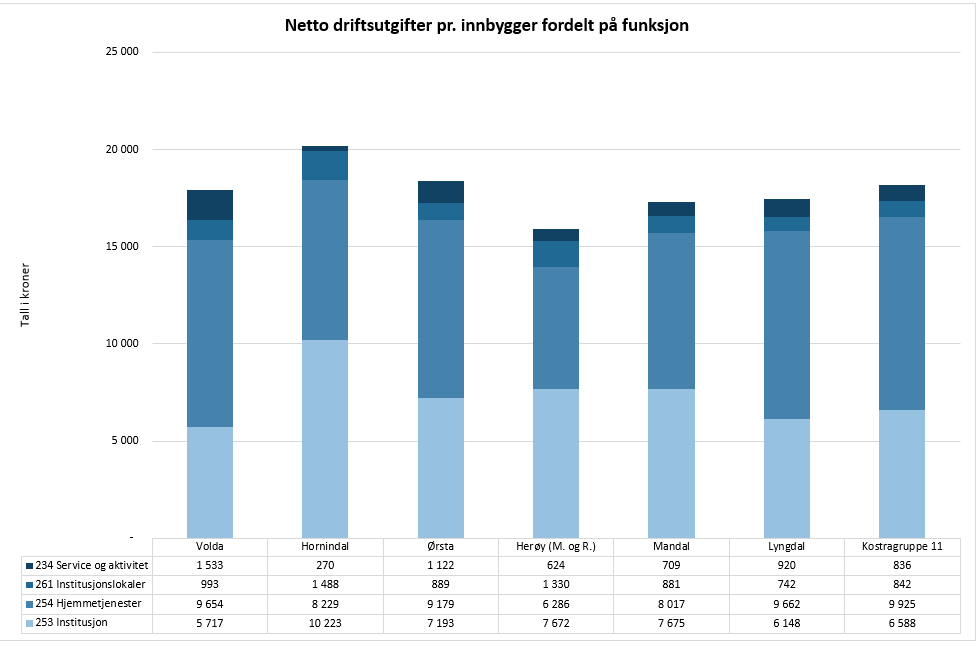 Netto driftsutgifter pr. innbygger fordelt på funksjon
25 000
20 000
15 000
10 000
5 000
-
Tall i kroner
Volda Hornindal Ørsta Herøy (M. og R.) Mandal Lyngdal Kostragruppe 11
234 Service og aktivitet 1 533 270 1 122 624 709 920 836
261 Institusjonslokaler 993 1 488 889 1 330 881 742 842
254 Hjemmetjenester 9 654 8 229 9 179 6 286 8 017 9 662 9 925
253 Institusjon 5 717 10 223 7 193 7 672 7 675 6 148 6 588